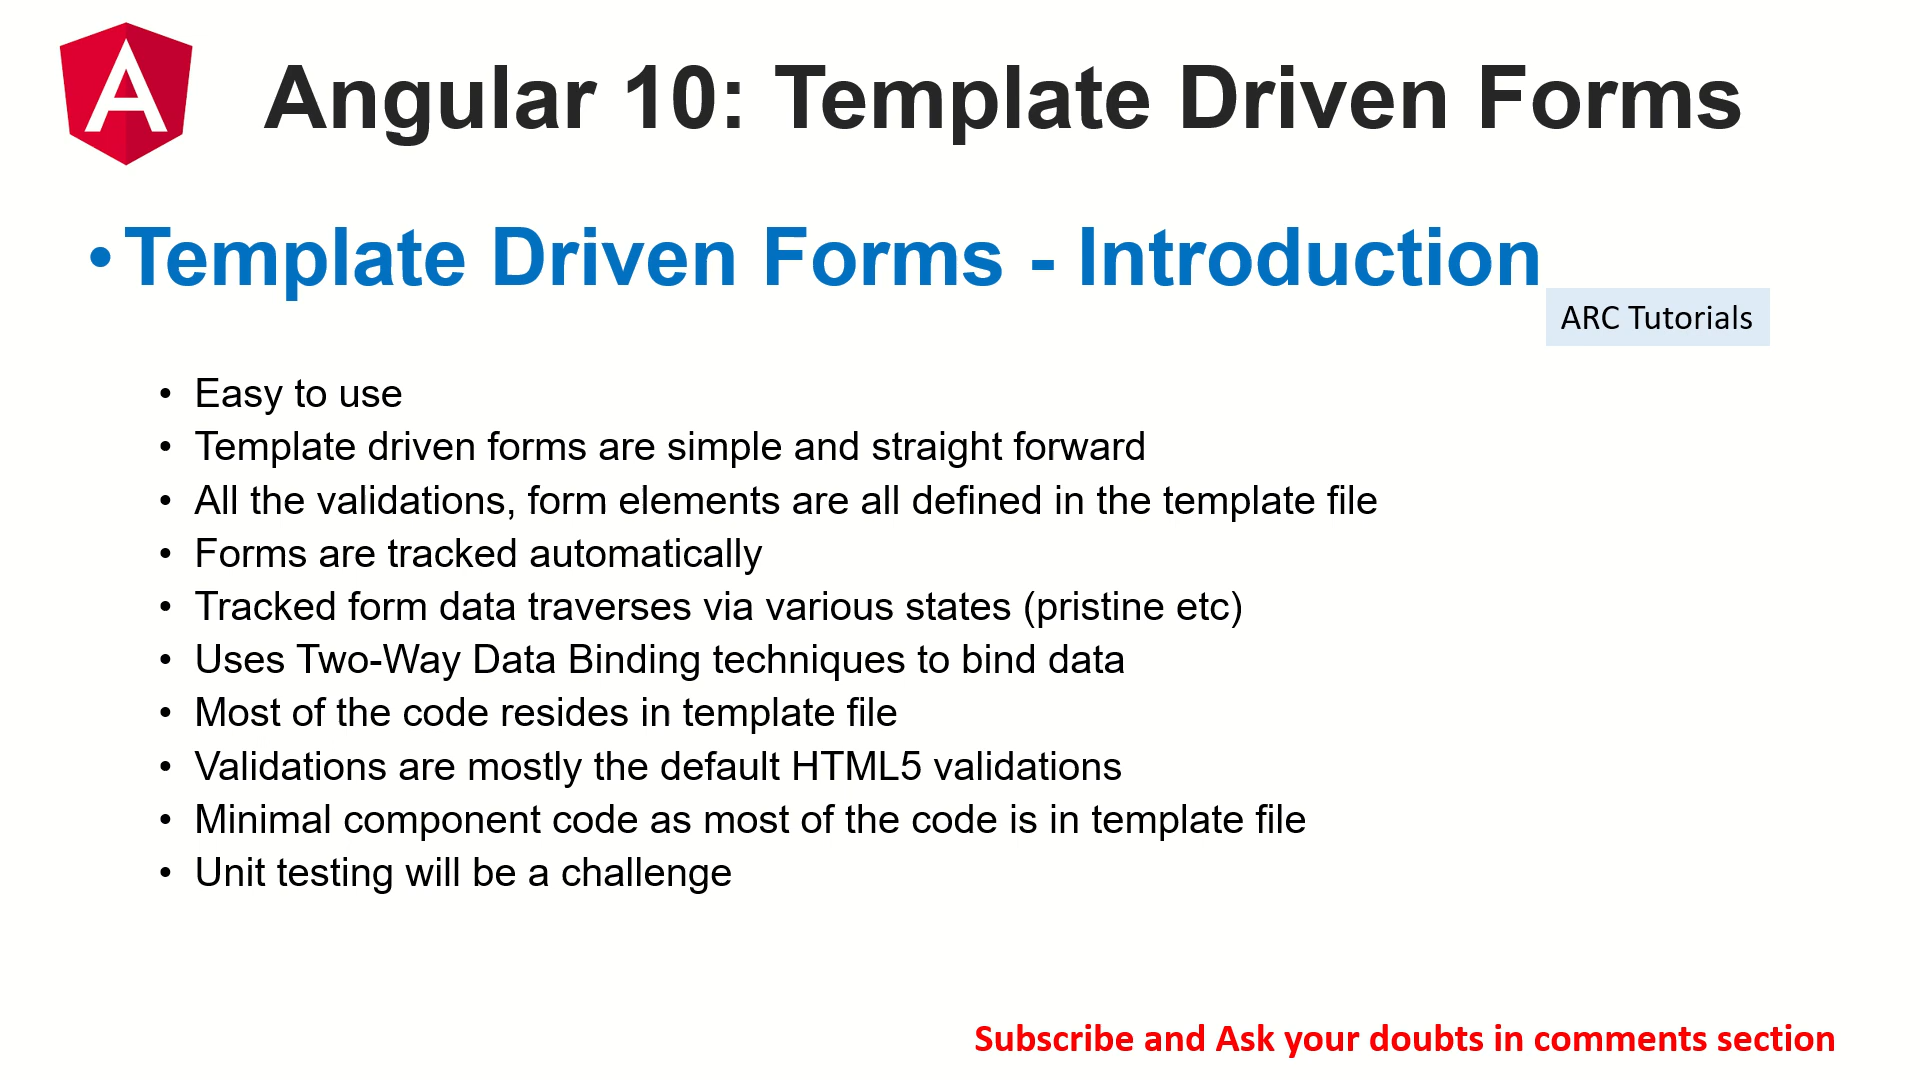 Angular 10: Template Driven Forms
• Template Driven Forms - Introduction
ARC Tutorials
• Easy to use
• Template driven forms are simple and straight forward
• All the validations, form elements are all defined in the template file
• Forms are tracked automatically
• Tracked form data traverses via various states (pristine etc)
• Uses Two-Way Data Binding techniques to bind data
• Most of the code resides in template file
• Validations are mostly the default HTML5 validations
• Minimal component code as most of the code is in template file
• Unit testing will be a challenge
Subscribe and Ask your doubts in comments section